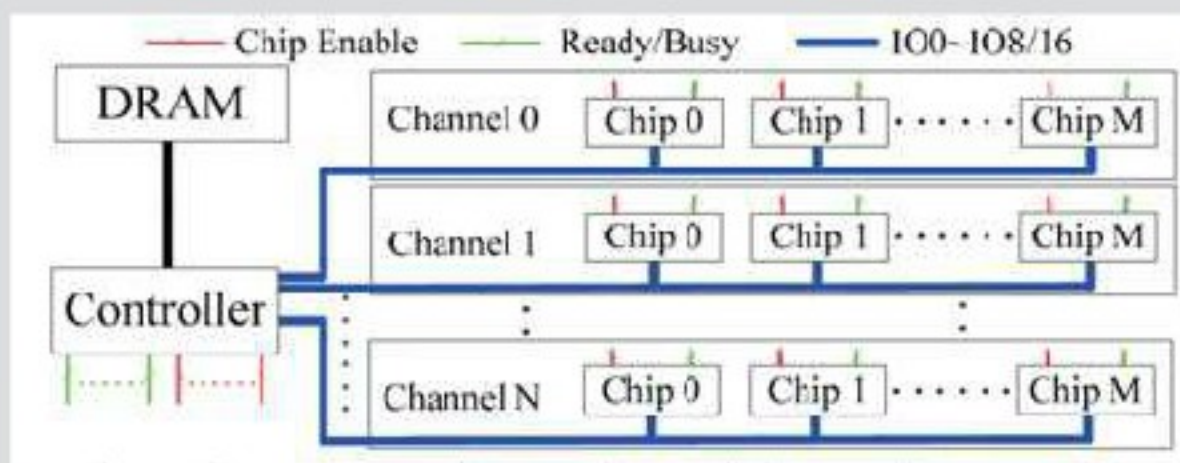 Chip Enable Ready/Busy IO0- IO8/16
DRAM
Channel 0 Chip 0 Chip 1 Chip M
Channel 1 Chip 0 Chip 1 Chip M
Controller
Channel N Chip 0 Chip 1 Chip M